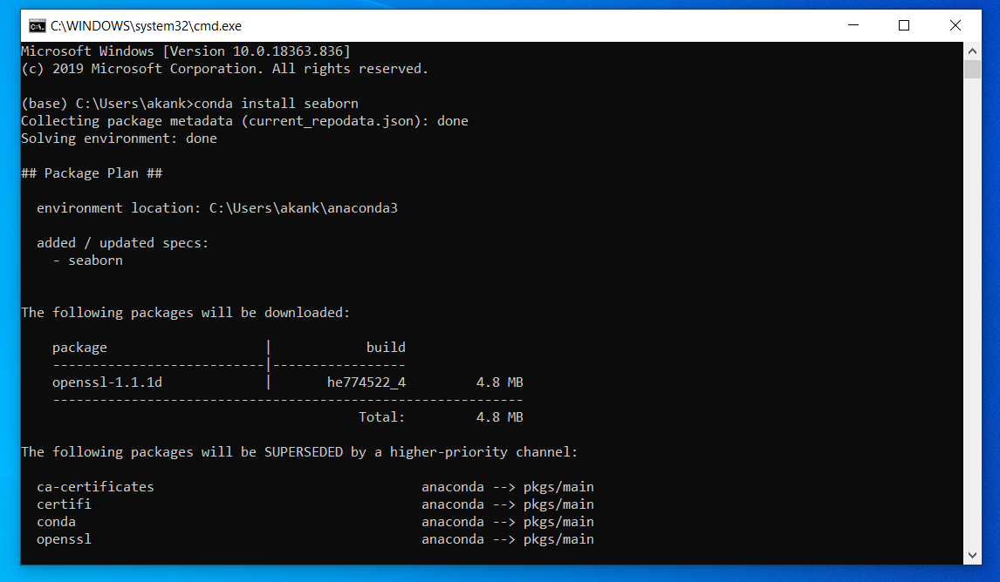 C:\WINDOWS\system32\cmd.exe
Microsoft Windows [Version 10.0.18363.836]
(c) 2019 Microsoft Corporation. All rights reserved.
(base) C:\Users\akank>conda install seaborn
Collecting package metadata (current_repodata.json): done
Solving environment: done
## Package Plan ##
environment location: C:\Users\akank\anaconda3
added / updated specs:
- seaborn
The following packages will be downloaded:
package | build
---------------------------|-----------------
openssl-1.1.1d | he774522_4 4.8 MB
------------------------------------------------------------
Total: 4.8 MB
The following packages will be SUPERSEDED by a higher-priority channel:
ca-certificates anaconda --> pkgs/main
certifi anaconda --> pkgs/main
conda anaconda --> pkgs/main
openssl anaconda --> pkgs/main